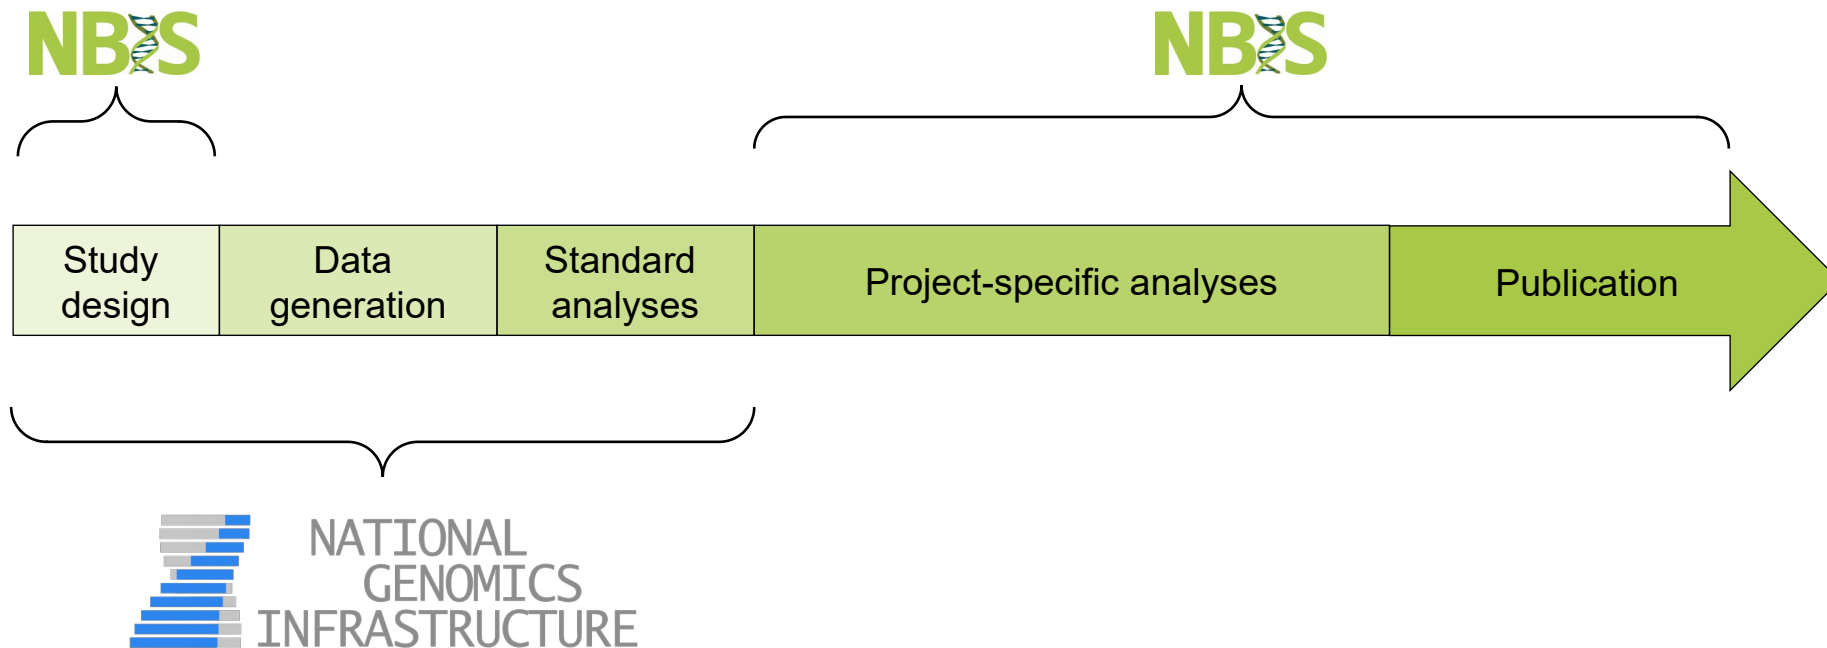 NBIS
NBIS
Study
design
Data
generation
Standard
analyses
Project-specific analyses
Publication
NATIONAL
GENOMICS
INFRASTRUCTURE